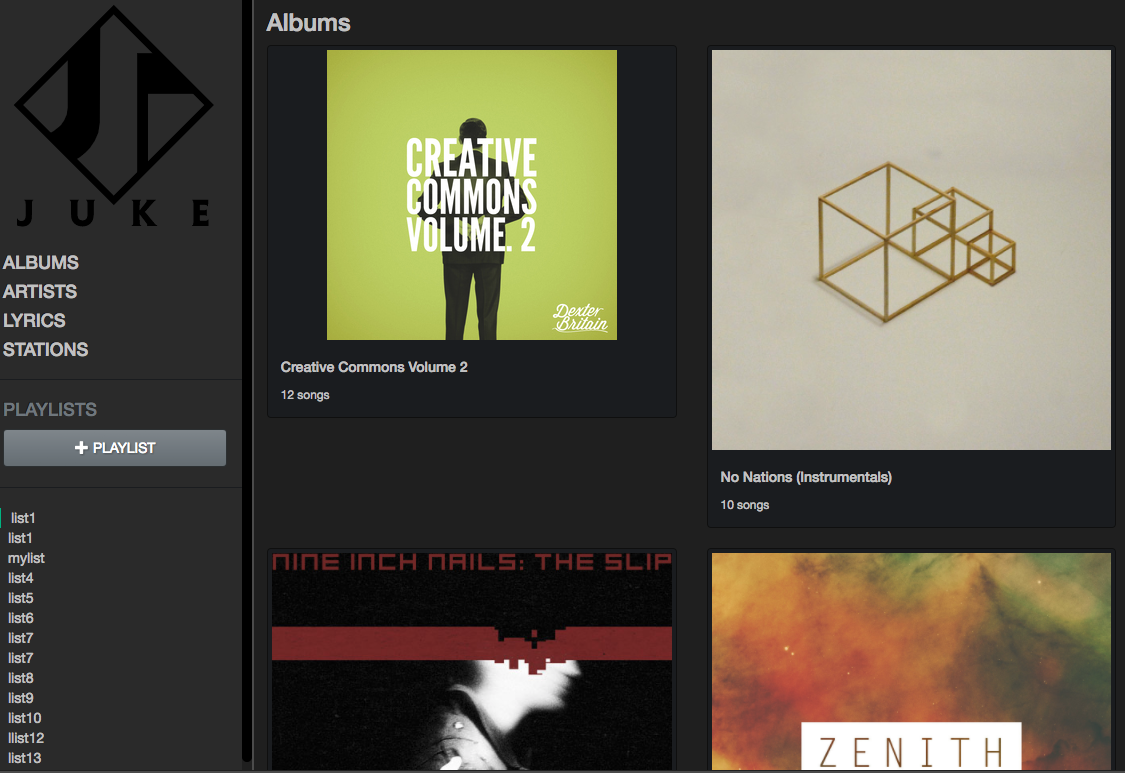 JUKE
ALBUMS
ARTISTS
LYRICS
STATIONS
PLAYLISTS
+ PLAYLIST
list1
list1
mylist
list4
list5
list6
list7
list7
list8
list9
list10
llist12
list13
Albums
CREATIVE
COMMONS
VOLUME. 2
Dexter
Britain
Creative Commons Volume 2
12 songs
No Nations (Instrumentals)
10 songs
NINE INCH NAILS: THE SLIP
ZENITH